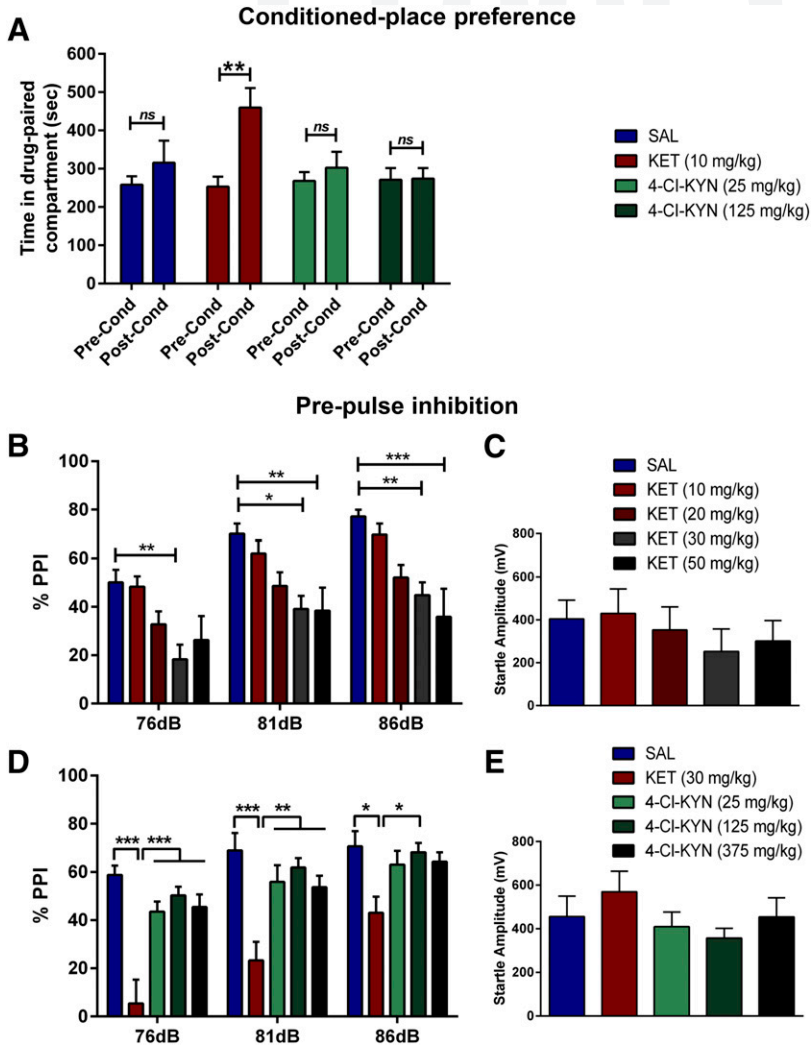 Conditioned-place preference
A
Time in drug-paired
compartment (sec)
600
500
400
300
200
100
0
ns
**
ns
ns
Pre-Cond
Post-Cond
Pre-Cond
Post-Cond
Pre-Cond
Post-Cond
Pre-Cond
Post-Cond
SAL
KET (10 mg/kg)
4-Cl-KYN (25 mg/kg)
4-Cl-KYN (125 mg/kg)
Pre-pulse inhibition
B
% PPI
100
80
60
40
20
0
**
**
*
***
**
76dB
81dB
86dB
C
SAL
KET (10 mg/kg)
KET (20 mg/kg)
KET (30 mg/kg)
KET (50 mg/kg)
Startle Amplitude (mV)
800
600
400
200
0
D
% PPI
100
80
60
40
20
0
***
***
***
**
*
*
76dB
81dB
86dB
E
SAL
KET (30 mg/kg)
4-Cl-KYN (25 mg/kg)
4-Cl-KYN (125 mg/kg)
4-Cl-KYN (375 mg/kg)
Startle Amplitude (mV)
800
600
400
200
0